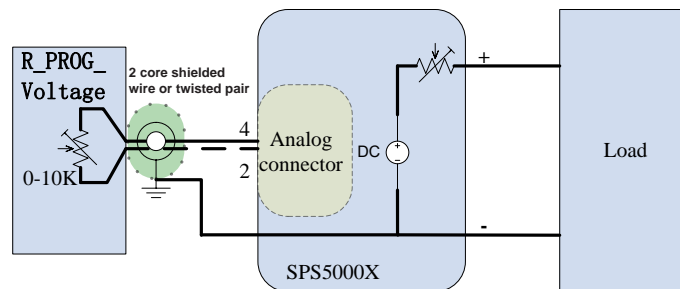 R_PROG_
Voltage
0-10K
2 core shielded
wire or twisted pair
4
2
Analog
connector
DC
+
-
+
-
SPS5000X
Load